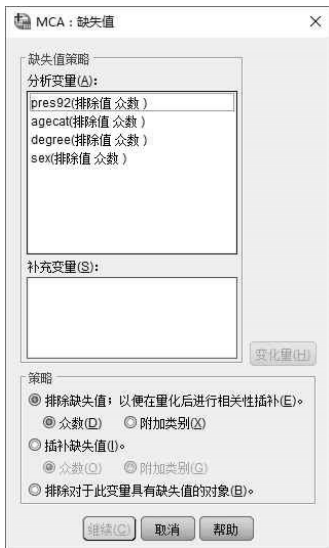 MCA：缺失值
缺失值策略
分析变量(A):
pres92(排除值 众数 )
agecat(排除值 众数 )
degree(排除值 众数 )
sex(排除值 众数 )
补充变量(S):
变化量(H)
策略
排除缺失值；以便在量化后进行相关性插补(E)。
众数(D) 附加类别(X)
插补缺失值(I)。
众数(O) 附加类别(G)
排除对于此变量具有缺失值的对象(B)。
继续(C) 取消 帮助